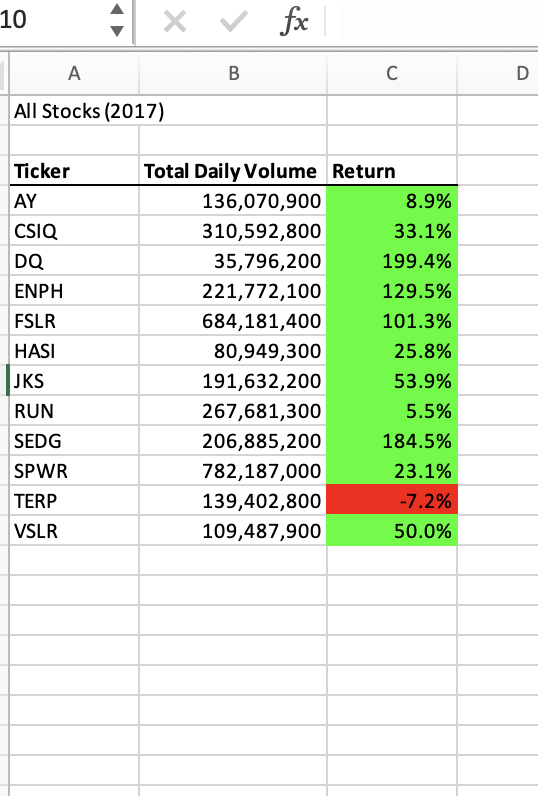 10 fx
A B C D
All Stocks (2017)
Ticker Total Daily Volume Return
AY 136,070,900 8.9%
CSIQ 310,592,800 33.1%
DQ 35,796,200 199.4%
ENPH 221,772,100 129.5%
FSLR 684,181,400 101.3%
HASI 80,949,300 25.8%
JKS 191,632,200 53.9%
RUN 267,681,300 5.5%
SEDG 206,885,200 184.5%
SPWR 782,187,000 23.1%
TERP 139,402,800 -7.2%
VSLR 109,487,900 50.0%